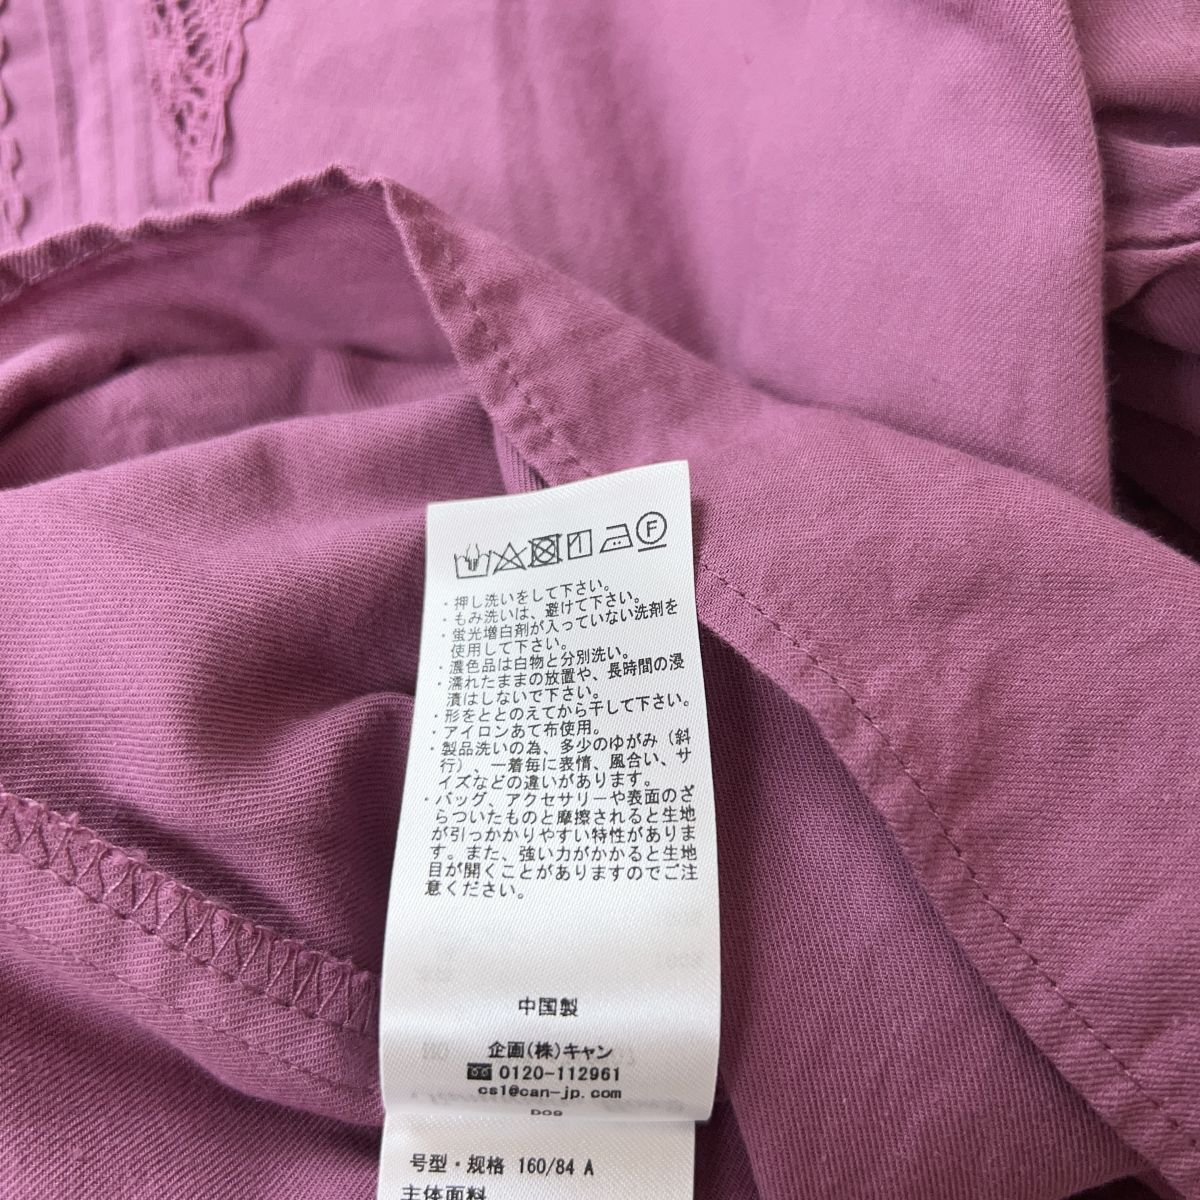 F
・押し洗いをして下さい。
・もみ洗いは、避けて下さい。
・蛍光増白剤が入っていない洗剤を
使用して下さい。
・濃色品は白物と分別洗い。
・濡れたままの放置や、長時間の浸
漬はしないで下さい。
・形をととのえてから干して下さい。
・アイロンあて布使用。
・製品洗いの為、多少のゆがみ（斜
行）、一着毎に表情、風合い、サ
イズなどの違いがあります。
・バッグ、アクセサリーや表面のざ
らついたものと摩擦されると生地
が引っかかりやすい特性がありま
す。また、強い力がかかると生地
目が開くことがありますのでご注
意ください。
中国製
企画(株)キャン
0120-112961
cs1@can-jp.com
D09
号型・规格 160/84 A
主体面料